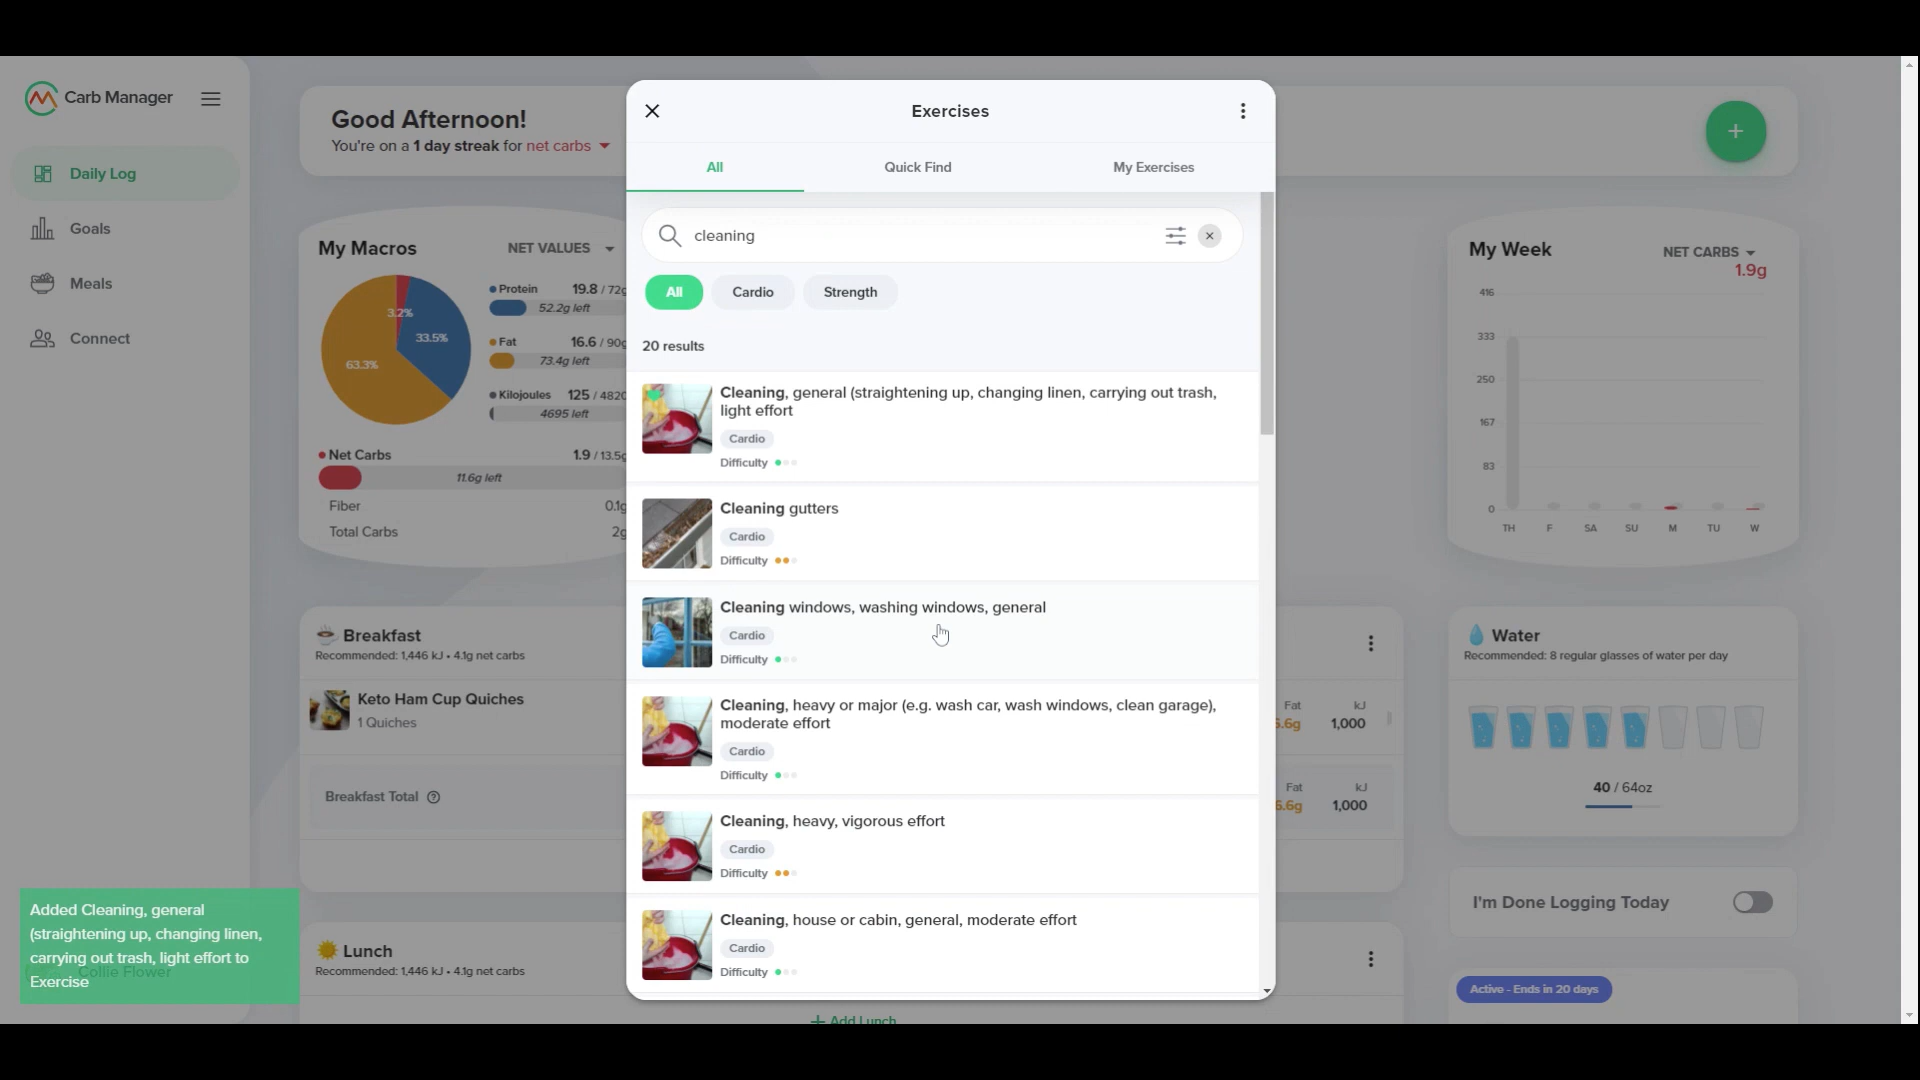 Carb Manager
Daily Log
Goals
Meals
Connect
Good Afternoon!
You're on a 1 day streak for net carbs
My Macros
NET VALUES
3.2%
33.5%
63.3%
Protein 19.8 / 72g
52.2g left
Fat 16.6 / 90g
73.4g left
Kilojoules 125 / 4820
4695 left
Net Carbs 1.9 / 13.5g
11.6g left
Fiber 0.1g
Total Carbs 2g
Breakfast
Recommended: 1,446 kJ • 4.1g net carbs
Keto Ham Cup Quiches
1 Quiches
Breakfast Total
Lunch
Recommended: 1,446 kJ • 4.1g net carbs
Added Cleaning, general
(straightening up, changing linen,
carrying out trash, light effort to
Exercise
Collie Flower
Exercises
All
Quick Find
My Exercises
cleaning
All
Cardio
Strength
20 results
Cleaning, general (straightening up, changing linen, carrying out trash,
light effort
Cardio
Difficulty
Cleaning gutters
Cardio
Difficulty
Cleaning windows, washing windows, general
Cardio
Difficulty
Cleaning, heavy or major (e.g. wash car, wash windows, clean garage),
moderate effort
Cardio
Difficulty
Cleaning, heavy, vigorous effort
Cardio
Difficulty
Cleaning, house or cabin, general, moderate effort
Cardio
Difficulty
+ Add Lunch
Fat kJ
6.6g 1,000
Fat kJ
6.6g 1,000
My Week
NET CARBS
1.9g
416
333
250
167
83
0
TH F SA SU M TU W
Water
Recommended: 8 regular glasses of water per day
40 / 64oz
I'm Done Logging Today
Active - Ends in 20 days